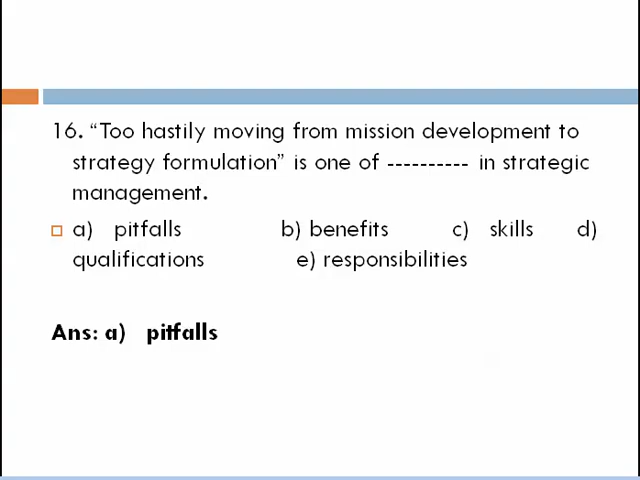 16. “Too hastily moving from mission development to
strategy formulation” is one of ---------- in strategic
management.
a) pitfalls b) benefits c) skills d)
qualifications e) responsibilities
Ans: a) pitfalls